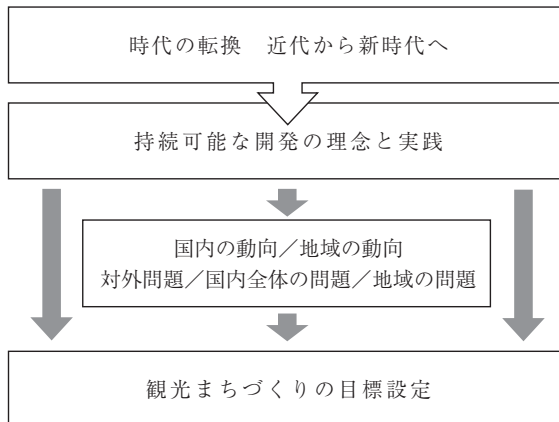 時代の転換　近代から新時代へ
持続可能な開発の理念と実践
国内の動向／地域の動向
対外問題／国内全体の問題／地域の問題
観光まちづくりの目標設定